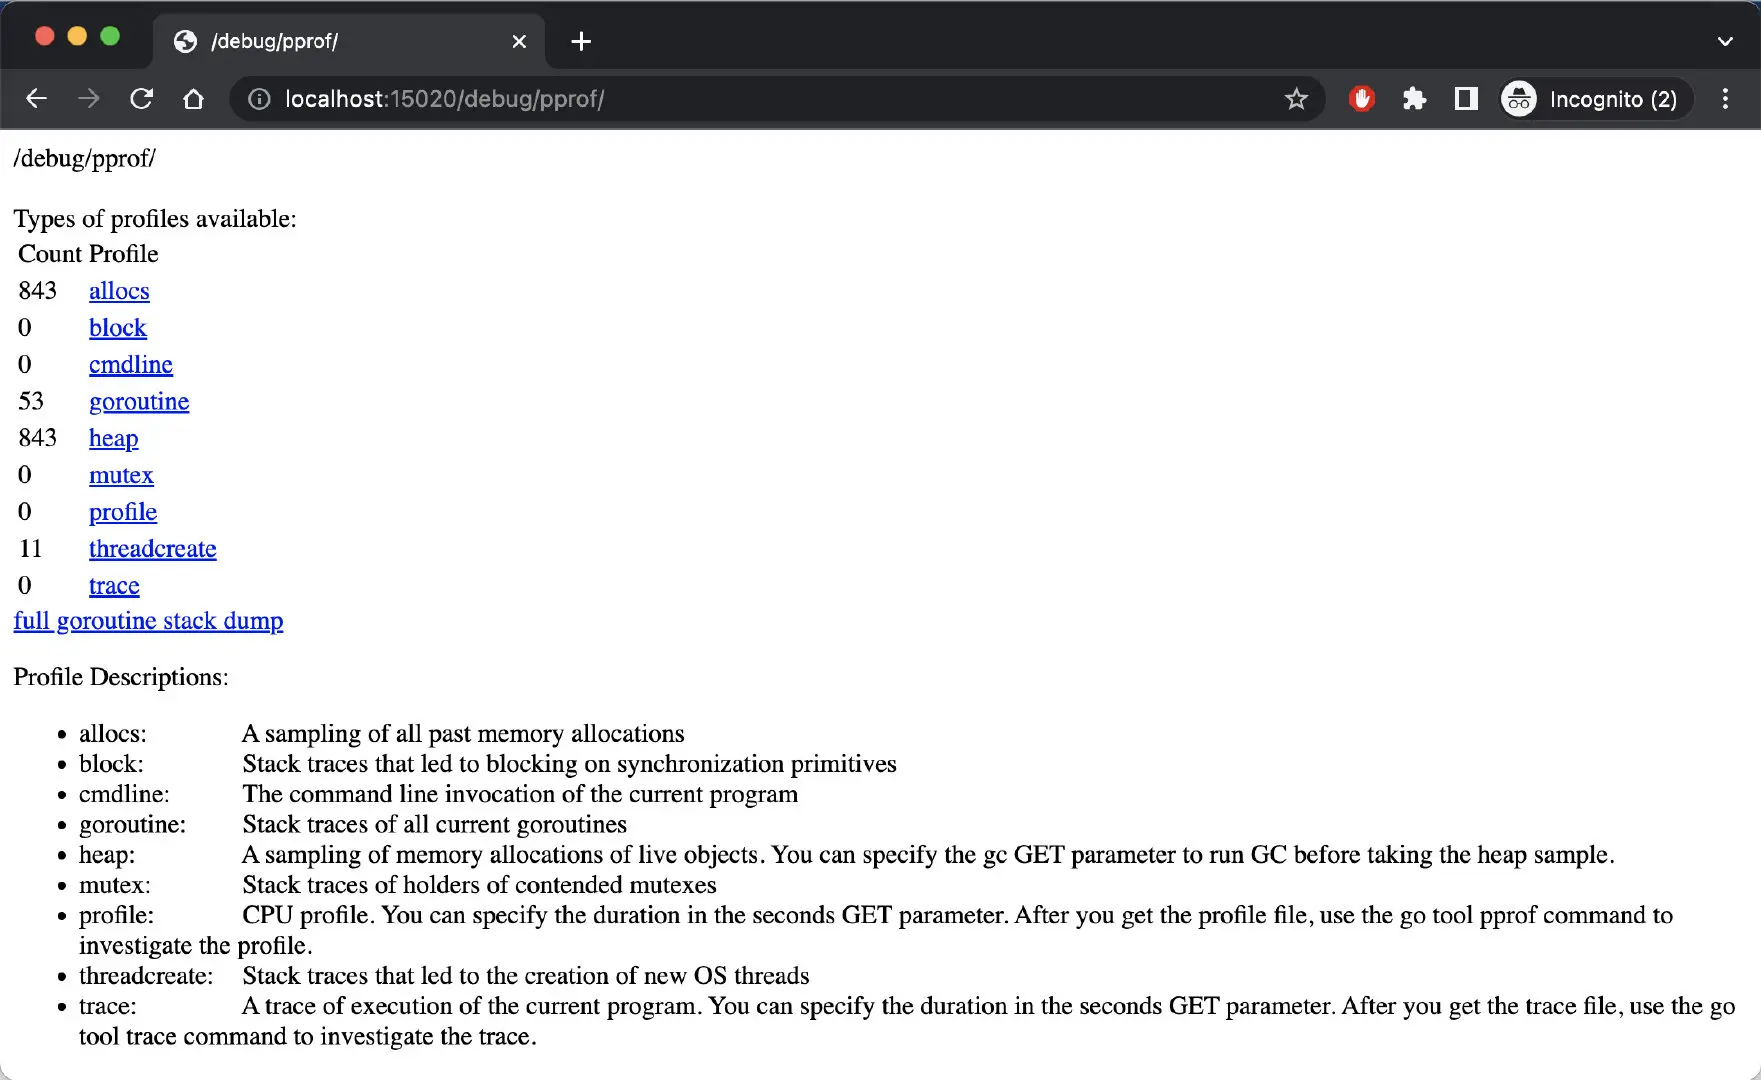 /debug/pprof/
localhost:15020/debug/pprof/
Incognito (2)
/debug/pprof/
Types of profiles available:
Count Profile
843 allocs
0 block
0 cmdline
53 goroutine
843 heap
0 mutex
0 profile
11 threadcreate
0 trace
full goroutine stack dump
Profile Descriptions:
• allocs: A sampling of all past memory allocations
• block: Stack traces that led to blocking on synchronization primitives
• cmdline: The command line invocation of the current program
• goroutine: Stack traces of all current goroutines
• heap: A sampling of memory allocations of live objects. You can specify the gc GET parameter to run GC before taking the heap sample.
• mutex: Stack traces of holders of contended mutexes
• profile: CPU profile. You can specify the duration in the seconds GET parameter. After you get the profile file, use the go tool pprof command to
investigate the profile.
• threadcreate: Stack traces that led to the creation of new OS threads
• trace: A trace of execution of the current program. You can specify the duration in the seconds GET parameter. After you get the trace file, use the go
tool trace command to investigate the trace.